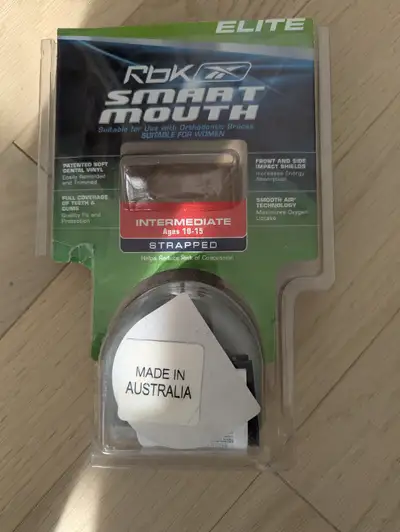 ELITE
RbK
SMART
MOUTH
Suitable for Use with Orthodontic Braces
SUITABLE FOR WOMEN
PATENTED SOFT
DENTAL VINYL
Easily Remolded
and Trimmed
FULL COVERAGE
OF TEETH &
GUMS
Quality Fit and
Protection
FRONT AND SIDE
IMPACT SHIELDS
Increases Energy
Absorption
SMOOTH AIR
TECHNOLOGY
Maximizes Oxygen
Uptake
INTERMEDIATE
Ages 10-15
STRAPPED
Helps Reduce Risk of Concussion
MADE IN
AUSTRALIA